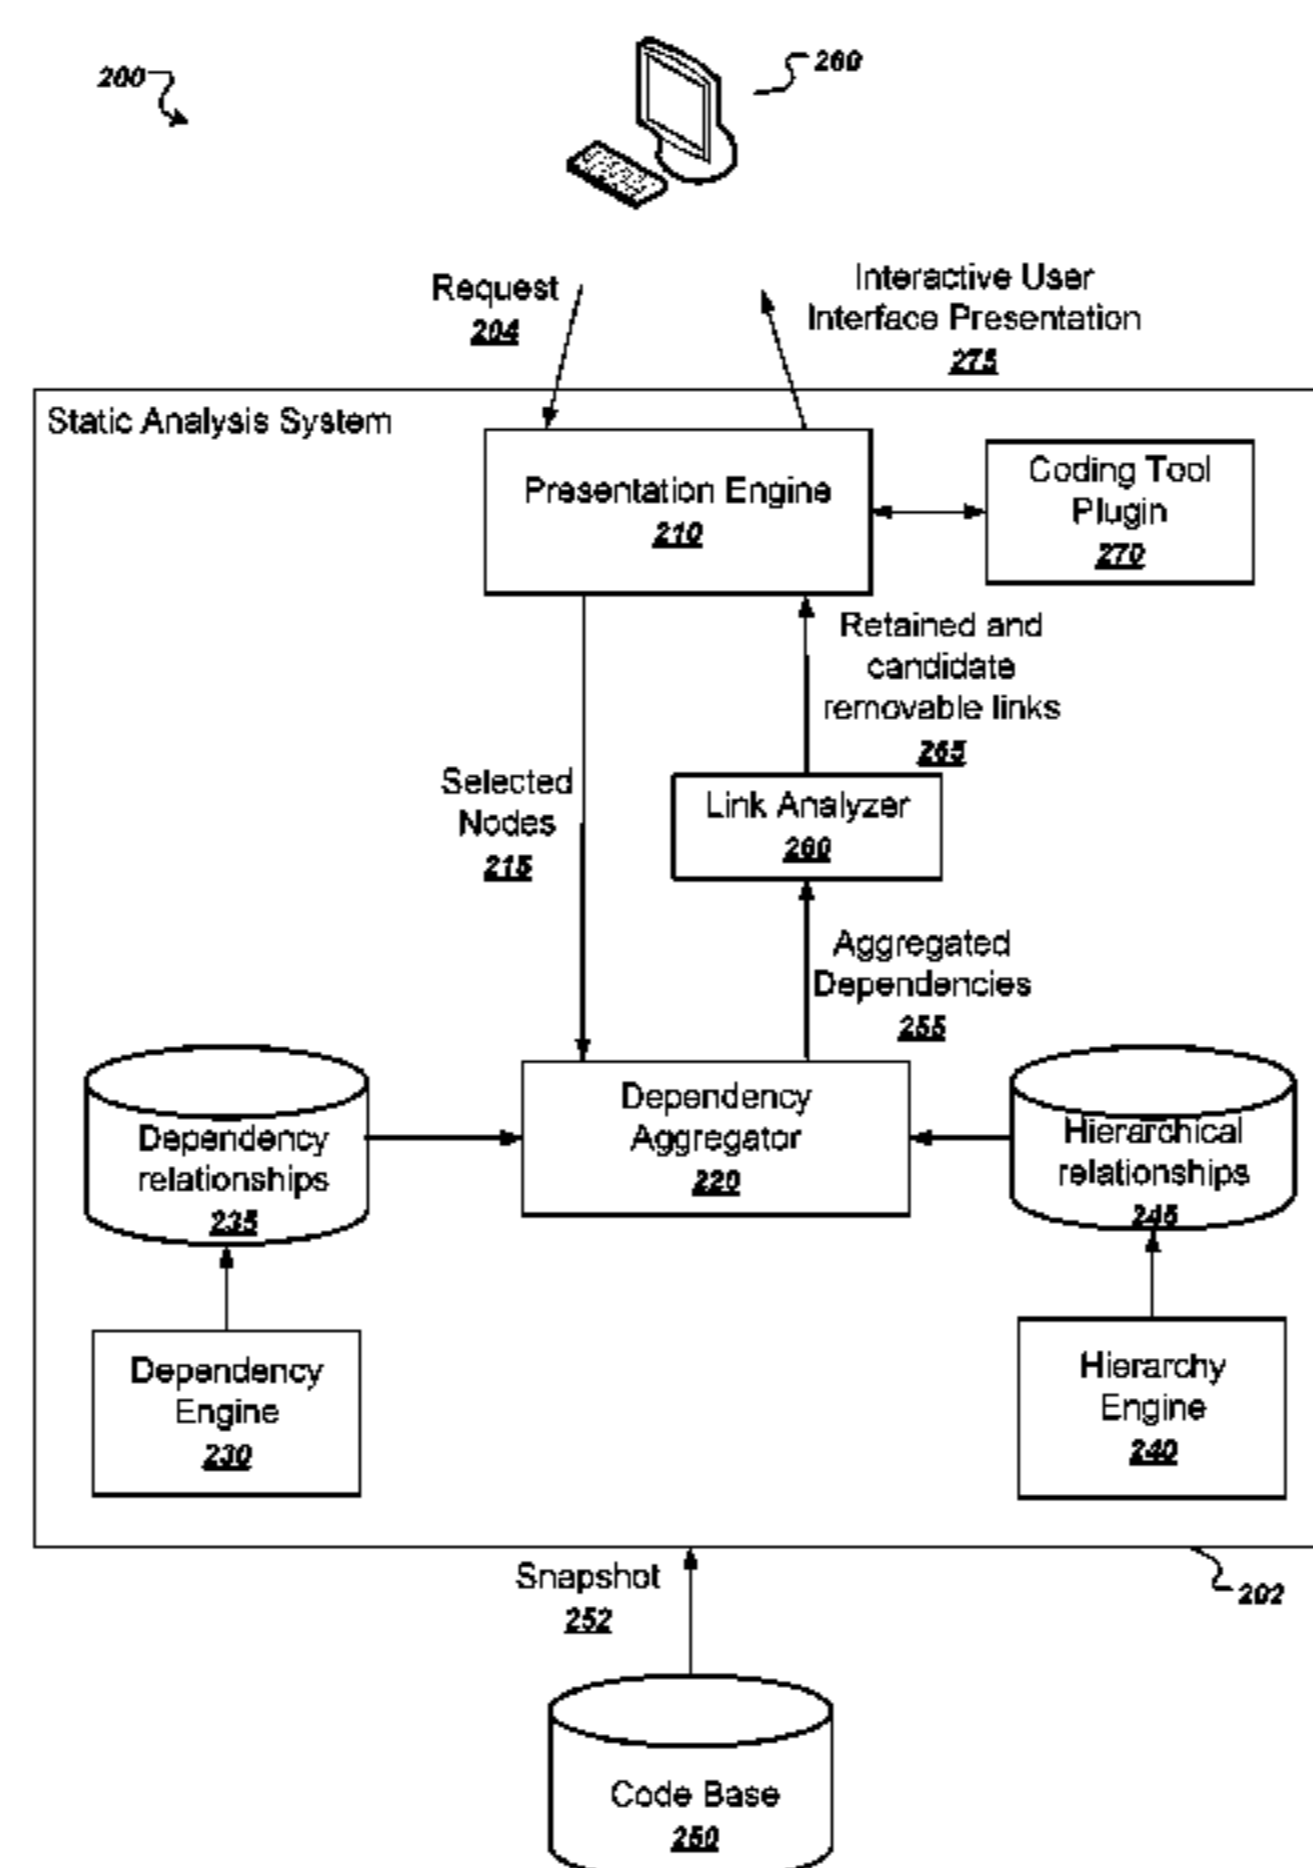 200
260
Request
204
Interactive User
Interface Presentation
275
Static Analysis System
Presentation Engine
210
Coding Tool
Plugin
270
Retained and
candidate
removable links
265
Selected
Nodes
215
Link Analyzer
260
Aggregated
Dependencies
255
Dependency
relationships
235
Dependency
Aggregator
220
Hierarchical
relationships
245
Dependency
Engine
230
Hierarchy
Engine
240
Snapshot
252
202
Code Base
250